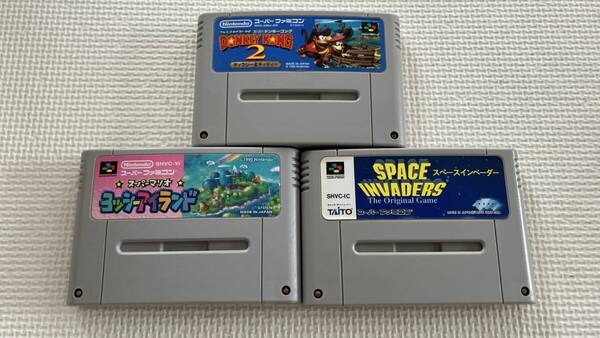 Nintendo スーパーファミコン
DONKEY KONG 2
MADE IN JAPAN
Nintendo SHVC-YI
© 1995 Nintendo
スーパーファミコン
スーパーマリオ
ヨッシーアイランド
MADE IN JAPAN
SPACE
INVADERS
スペースインベーダー
The Original Game
SHVC-IC
TAITO スーパーファミコン